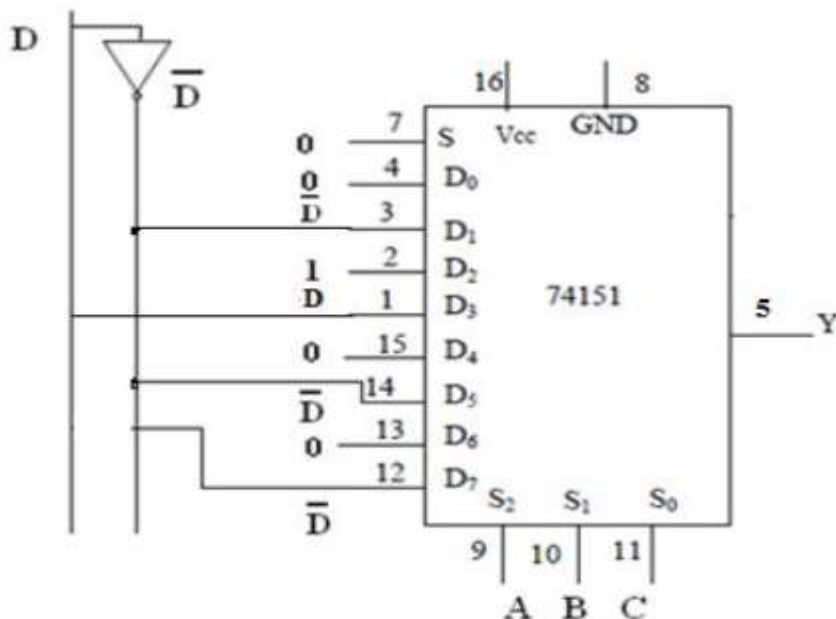 D
D̅
16
8
Vcc
GND
0
7
S
0
4
D₀
D̅
3
D₁
1
2
D₂
D
1
D₃
74151
5
Y
0
15
D₄
D̅
14
D₅
0
13
D₆
D̅
12
D₇
S₂
S₁
S₀
9
10
11
A
B
C